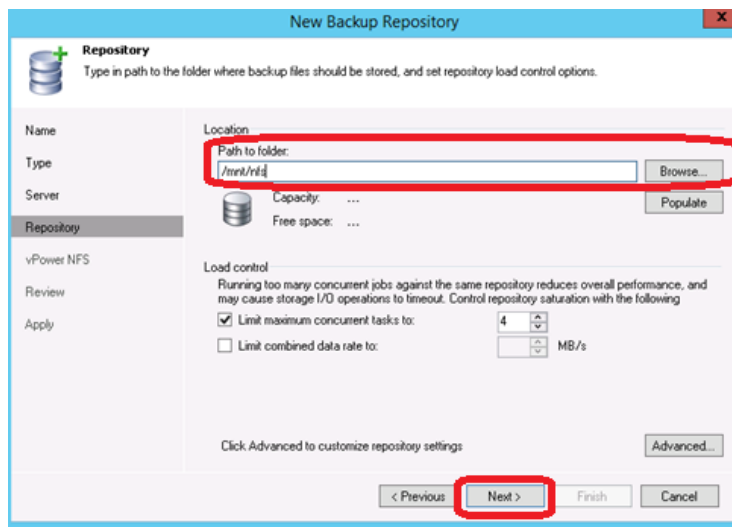 New Backup Repository
x
Repository
Type in path to the folder where backup files should be stored, and set repository load control options.
Name
Type
Server
Repository
vPower NFS
Review
Apply
Location
Path to folder:
/mnt/nfs
Browse...
Capacity: ...
Free space: ...
Populate
Load control
Running too many concurrent jobs against the same repository reduces overall performance, and
may cause storage I/O operations to timeout. Control repository saturation with the following
Limit maximum concurrent tasks to: 4
Limit combined data rate to: MB/s
Click Advanced to customize repository settings
Advanced...
< Previous
Next >
Finish
Cancel